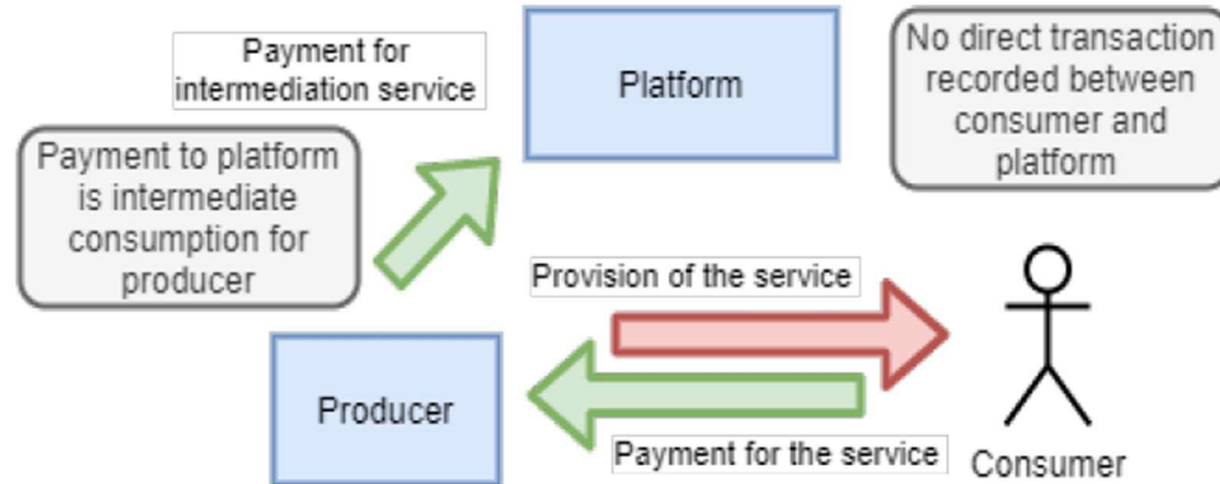 Payment for
intermediation service
Platform
No direct transaction
recorded between
consumer and
platform
Payment to platform
is intermediate
consumption for
producer
Provision of the service
Producer
Payment for the service
Consumer